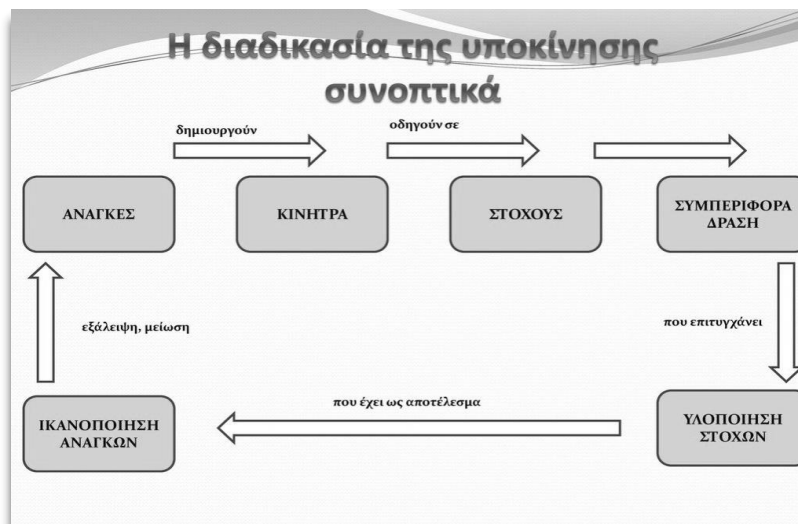 Η διαδικασία της υποκίνησης
συνοπτικά
δημιουργούν
οδηγούν σε
ΑΝΑΓΚΕΣ
ΚΙΝΗΤΡΑ
ΣΤΟΧΟΥΣ
ΣΥΜΠΕΡΙΦΟΡΑ
ΔΡΑΣΗ
εξάλειψη, μείωση
που επιτυγχάνει
ΙΚΑΝΟΠΟΙΗΣΗ
ΑΝΑΓΚΩΝ
που έχει ως αποτέλεσμα
ΥΛΟΠΟΙΗΣΗ
ΣΤΟΧΩΝ